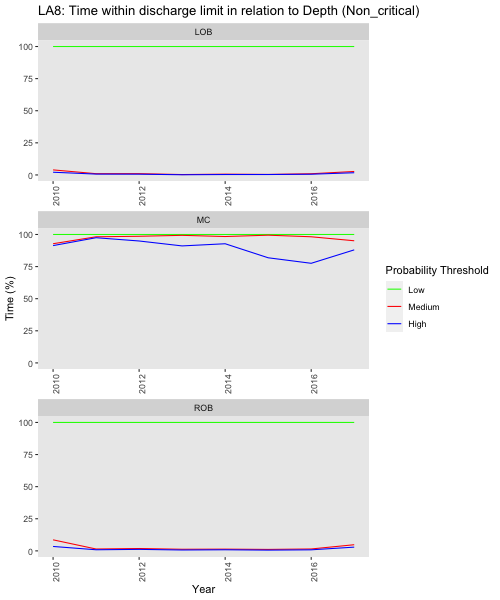 LA8: Time within discharge limit in relation to Depth (Non_critical)
LOB
100
75
50
25
0
2010
2012
2014
2016
MC
100
75
50
25
0
2010
2012
2014
2016
ROB
100
75
50
25
0
2010
2012
2014
2016
Time (%)
Year
Probability Threshold
Low
Medium
High